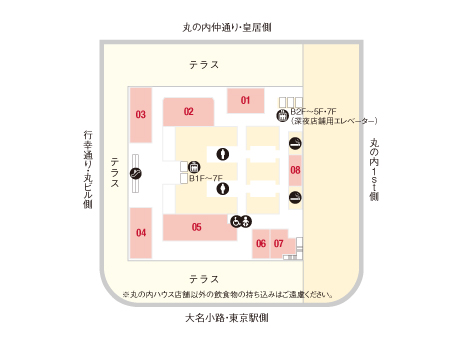 丸の内仲通り・皇居側
テラス
01
02
03
B2F〜5F・7F
(深夜店舗用エレベーター)
行幸通り・丸ビル側
テラス
丸の内1st側
08
B1F〜7F
04
05
06
07
テラス
※丸の内ハウス店舗以外の飲食物の持ち込みはご遠慮ください。
大名小路・東京駅側